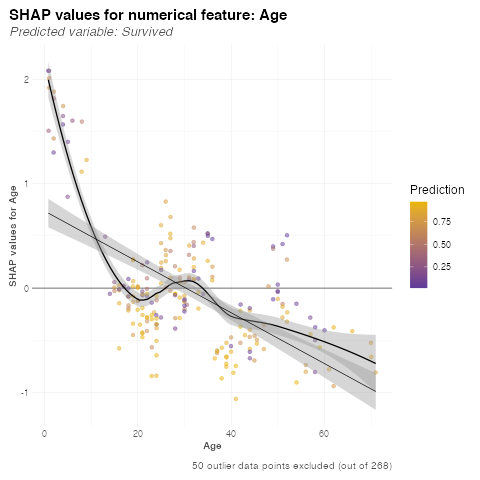 SHAP values for numerical feature: Age
Predicted variable: Survived
2
1
0
-1
SHAP values for Age
0
20
40
60
Age
Prediction
0.75
0.50
0.25
50 outlier data points excluded (out of 268)